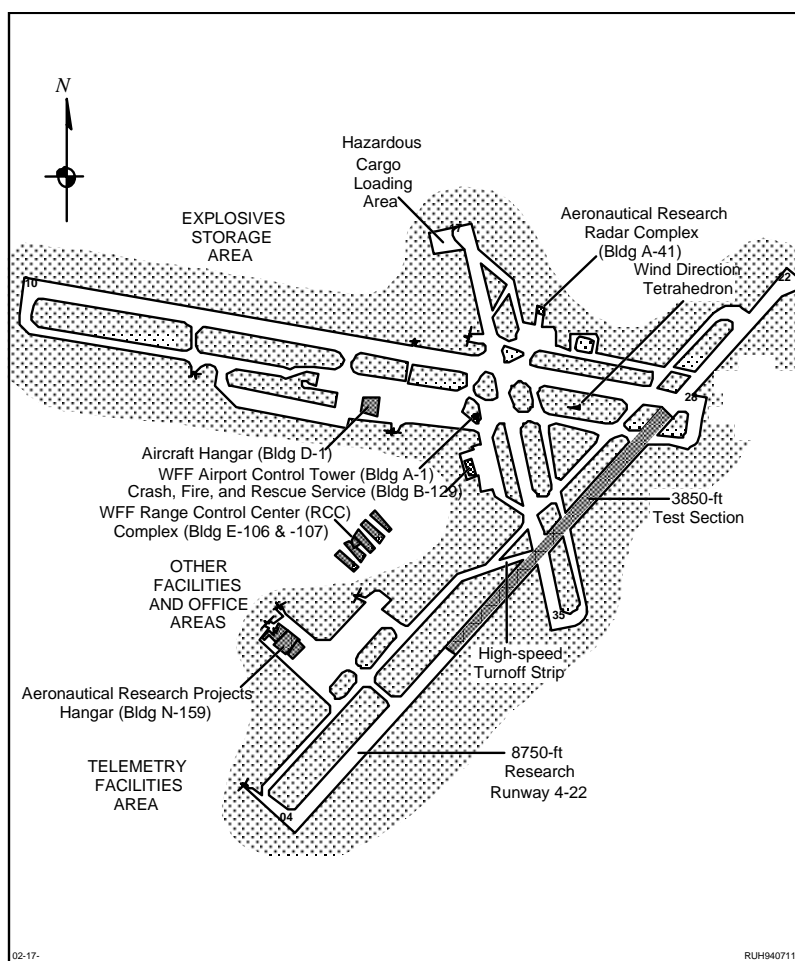 N
Hazardous
Cargo
Loading
Area
17
EXPLOSIVES
STORAGE
AREA
Aeronautical Research
Radar Complex
(Bldg A-41)
Wind Direction
Tetrahedron
22
10
28
Aircraft Hangar (Bldg D-1)
WFF Airport Control Tower (Bldg A-1)
Crash, Fire, and Rescue Service (Bldg B-129)
WFF Range Control Center (RCC)
Complex (Bldg E-106 & -107)
3850-ft
Test Section
OTHER
FACILITIES
AND OFFICE
AREAS
35
High-speed
Turnoff Strip
Aeronautical Research Projects
Hangar (Bldg N-159)
8750-ft
Research
Runway 4-22
TELEMETRY
FACILITIES
AREA
04
02-17-
RUH940711